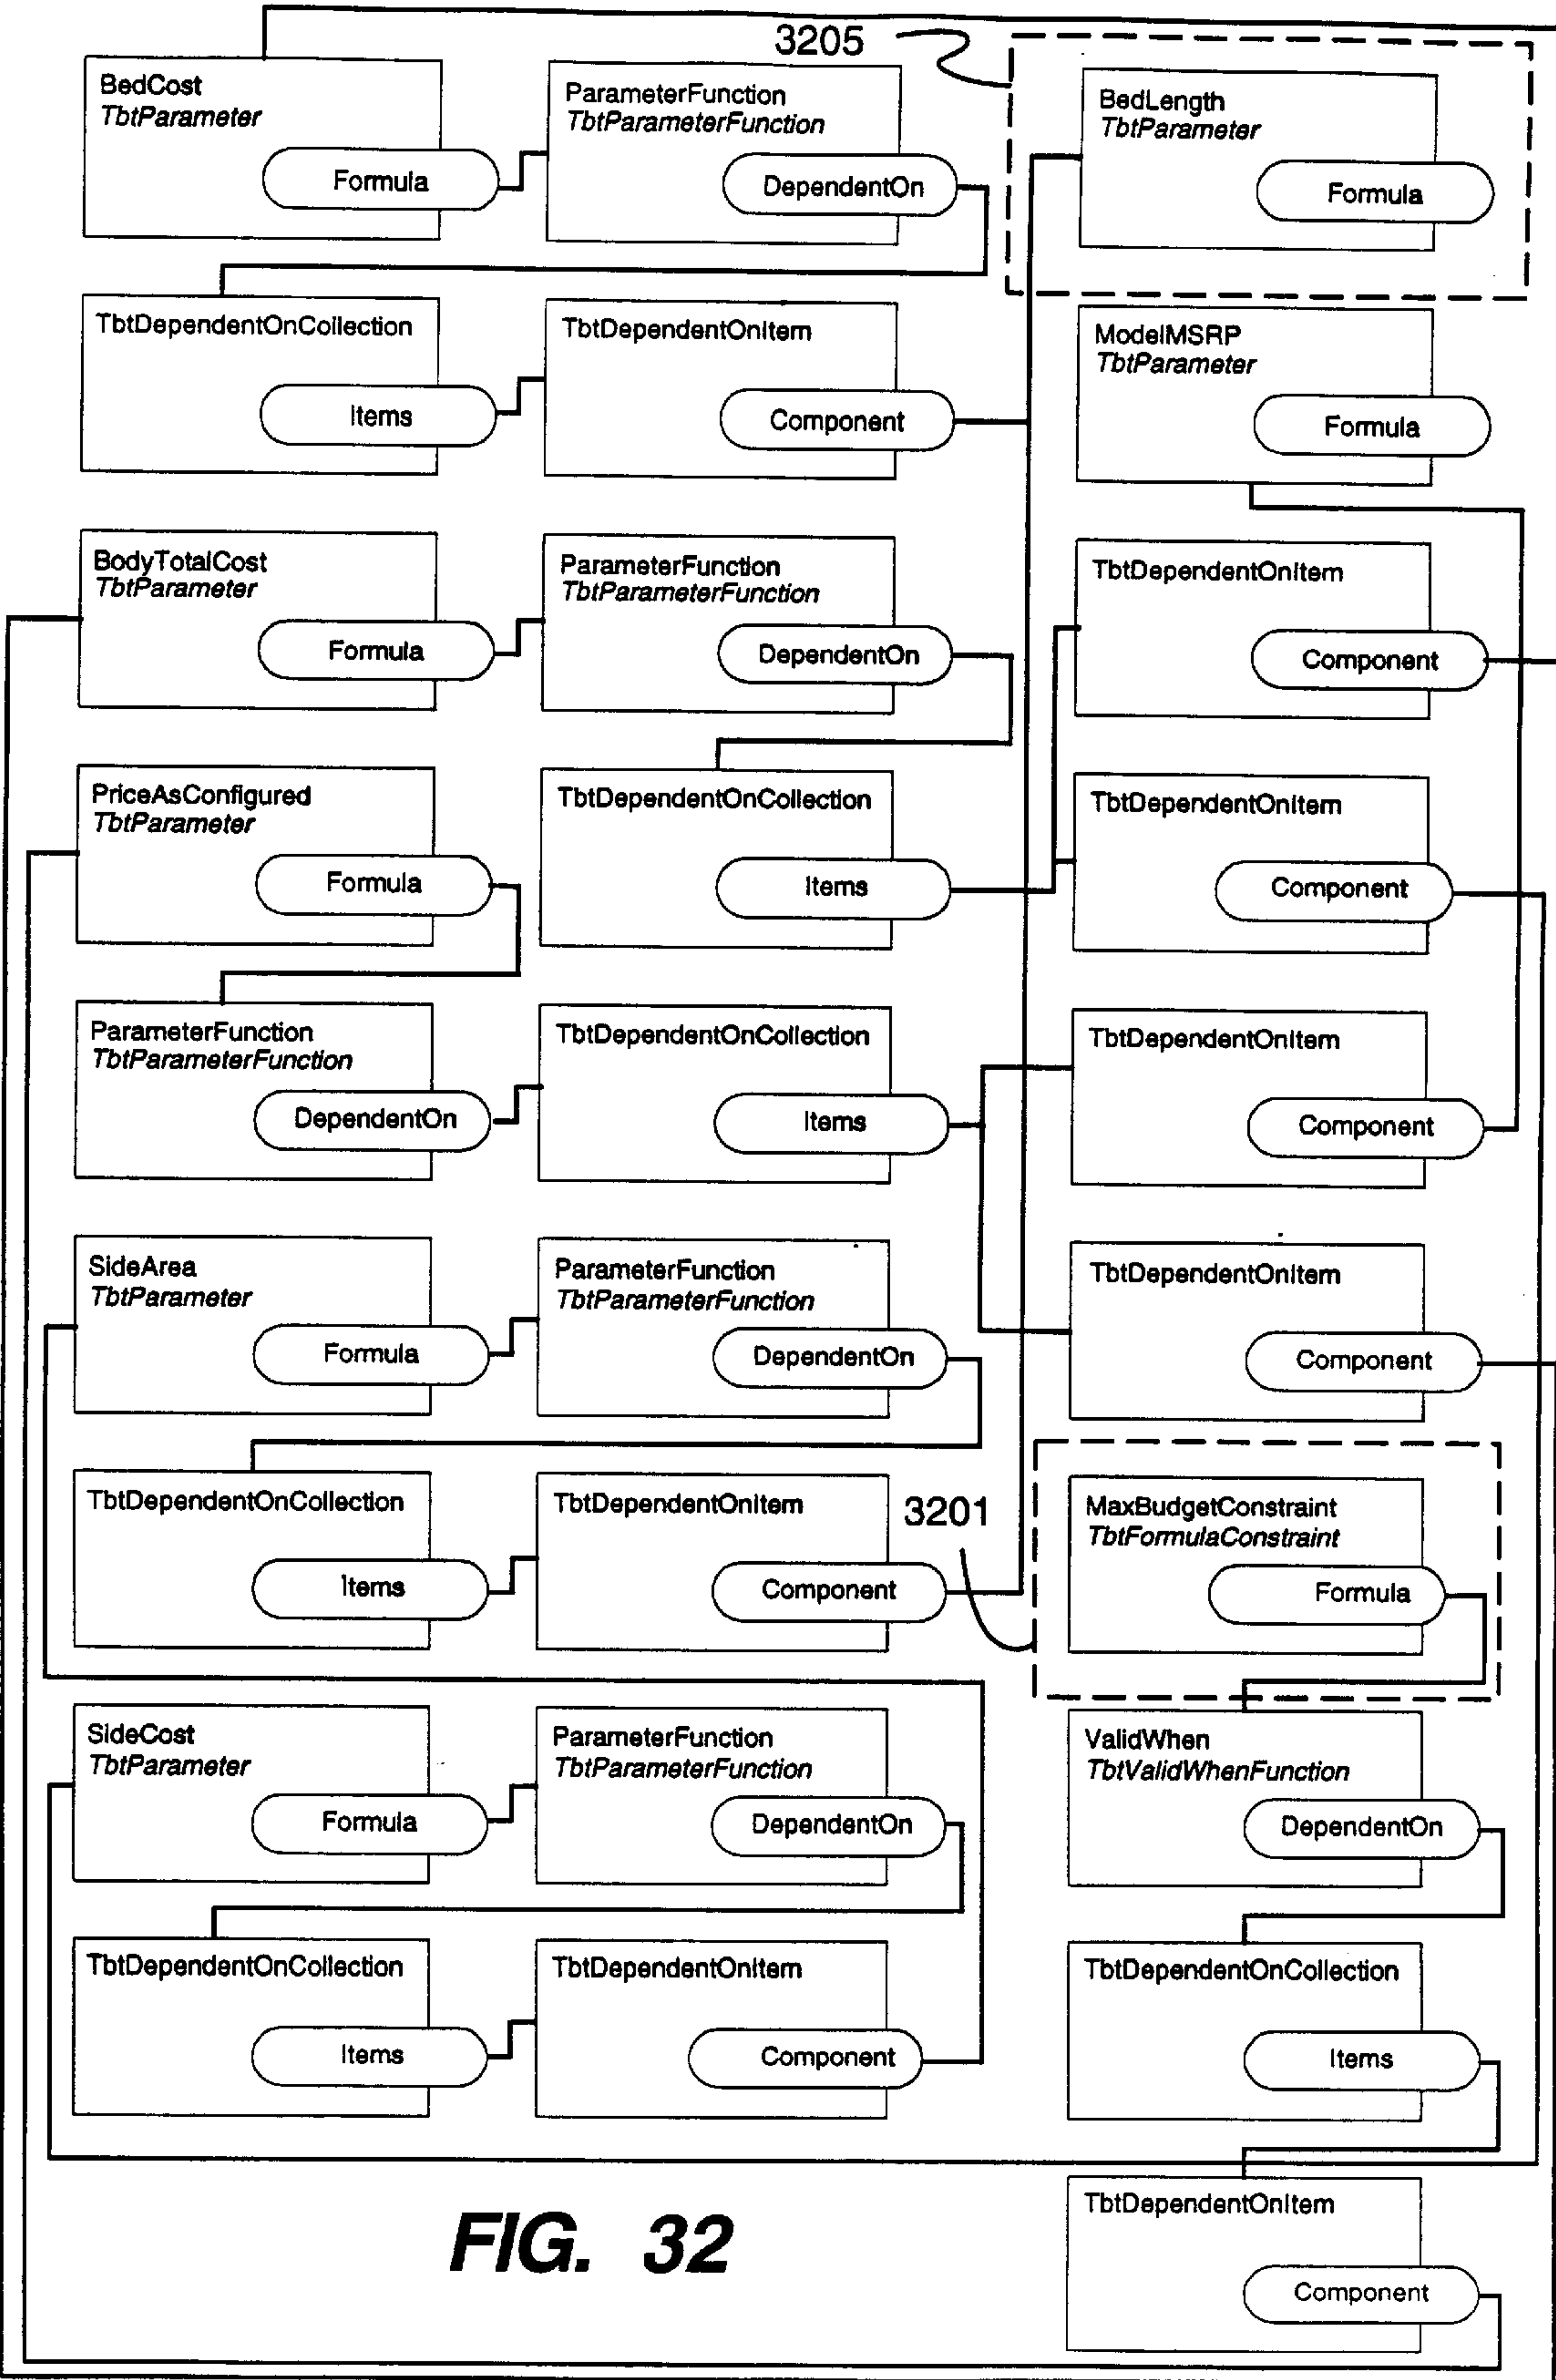 3205
BedCost
TbtParameter
Formula
ParameterFunction
TbtParameterFunction
DependentOn
BedLength
TbtParameter
Formula
TbtDependentOnCollection
Items
TbtDependentOnItem
Component
ModelMSRP
TbtParameter
Formula
BodyTotalCost
TbtParameter
Formula
ParameterFunction
TbtParameterFunction
DependentOn
TbtDependentOnItem
Component
PriceAsConfigured
TbtParameter
Formula
TbtDependentOnCollection
Items
TbtDependentOnItem
Component
ParameterFunction
TbtParameterFunction
DependentOn
TbtDependentOnCollection
Items
TbtDependentOnItem
Component
SideArea
TbtParameter
Formula
ParameterFunction
TbtParameterFunction
DependentOn
TbtDependentOnItem
Component
TbtDependentOnCollection
Items
TbtDependentOnItem
Component
3201
MaxBudgetConstraint
TbtFormulaConstraint
Formula
SideCost
TbtParameter
Formula
ParameterFunction
TbtParameterFunction
DependentOn
ValidWhen
TbtValidWhenFunction
DependentOn
TbtDependentOnCollection
Items
TbtDependentOnItem
Component
TbtDependentOnCollection
Items
TbtDependentOnItem
Component
FIG. 32